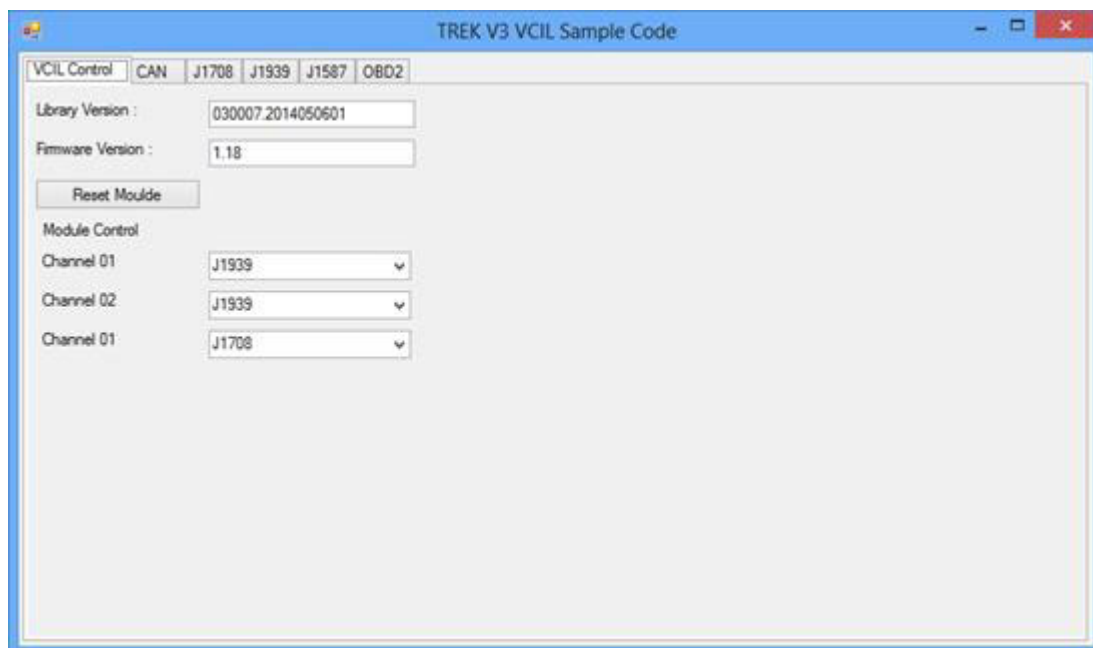 TREK V3 VCIL Sample Code
VCIL Control CAN J1708 J1939 J1587 OBD2
Library Version : 030007.2014050601
Firmware Version : 1.18
Reset Moulde
Module Control
Channel 01 J1939
Channel 02 J1939
Channel 01 J1708